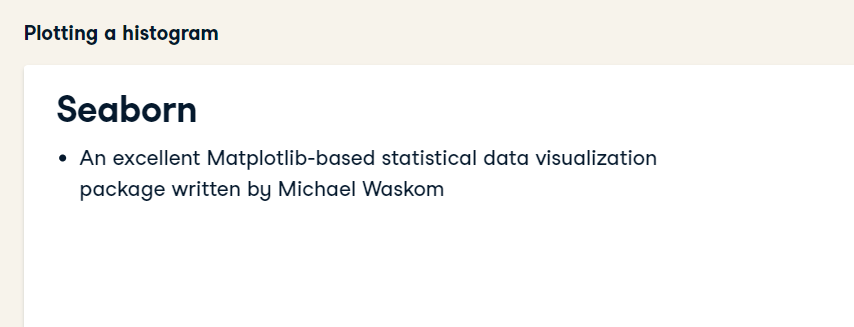 Plotting a histogram
Seaborn
• An excellent Matplotlib-based statistical data visualization
package written by Michael Waskom